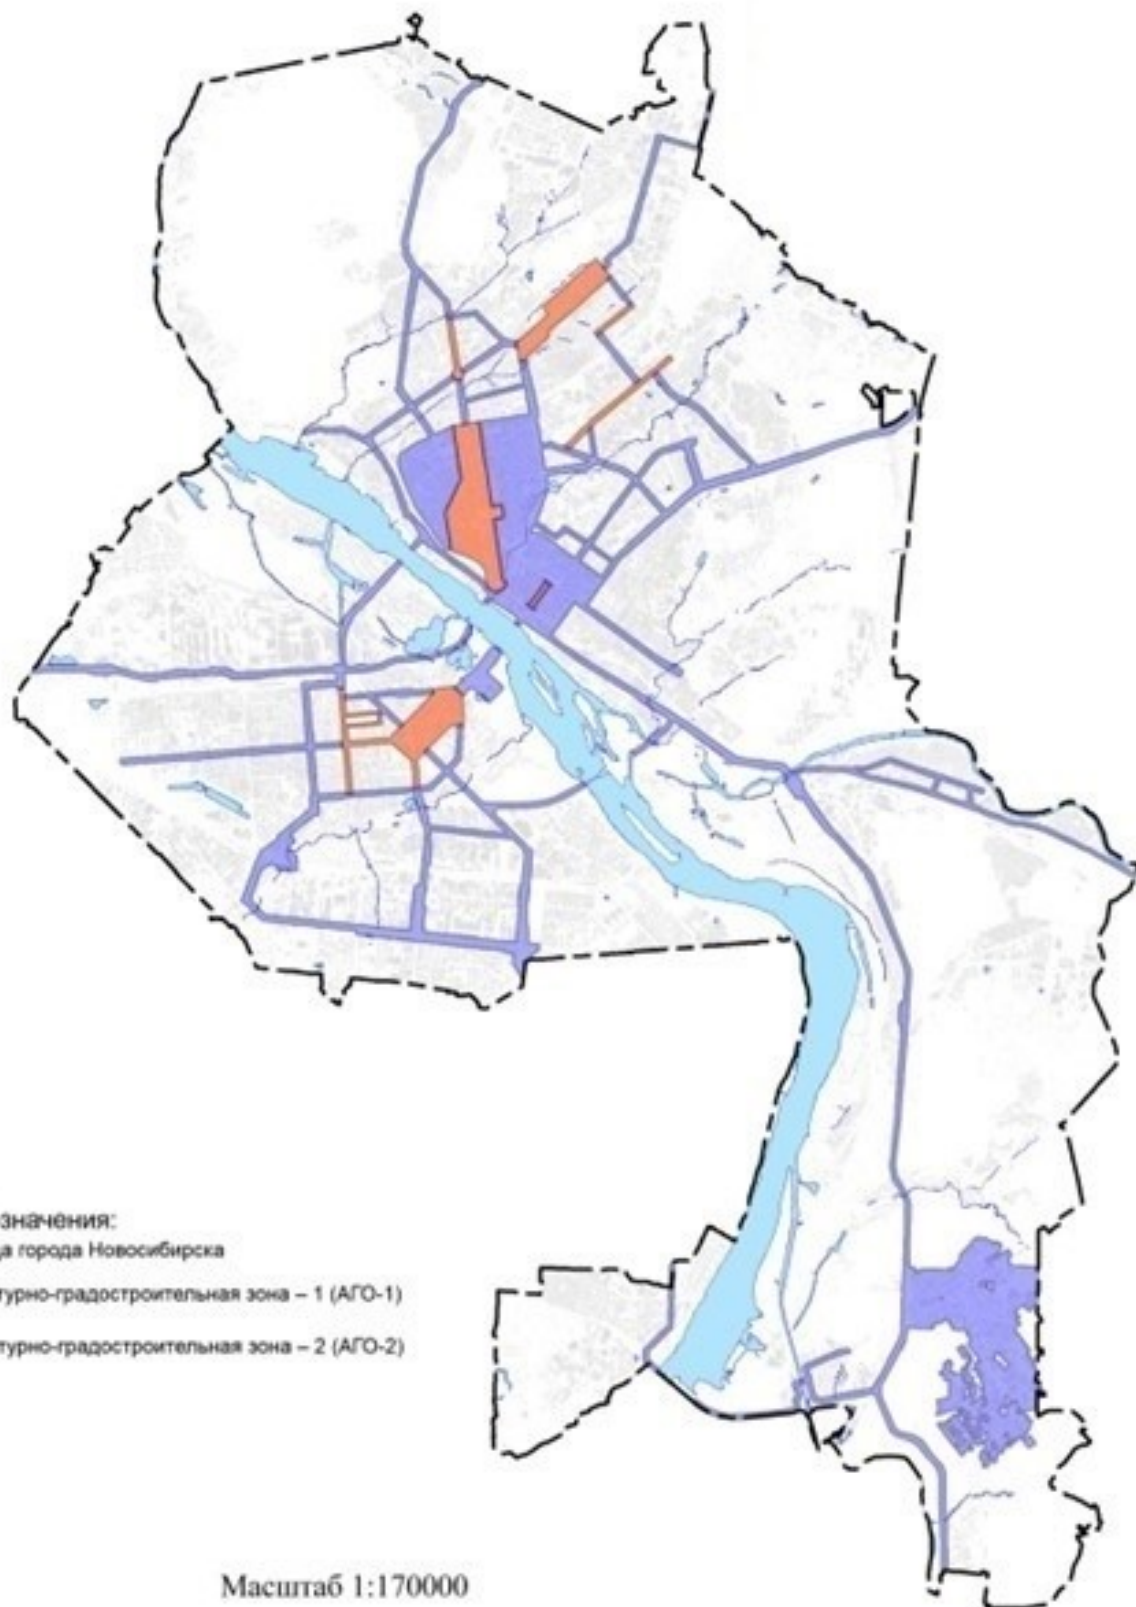 значения:
а города Новосибирска
турно-градостроительная зона – 1 (АГО-1)
турно-градостроительная зона – 2 (АГО-2)
Масштаб 1:170000